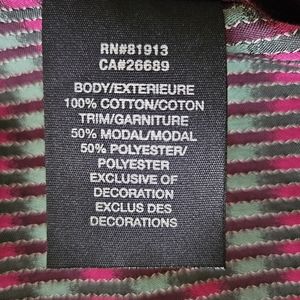 RN#81913
CA#26689
BODY/EXTERIEURE
100% COTTON/COTON
TRIM/GARNITURE
50% MODAL/MODAL
50% POLYESTER/
POLYESTER
EXCLUSIVE OF
DECORATION
EXCLUS DES
DECORATIONS